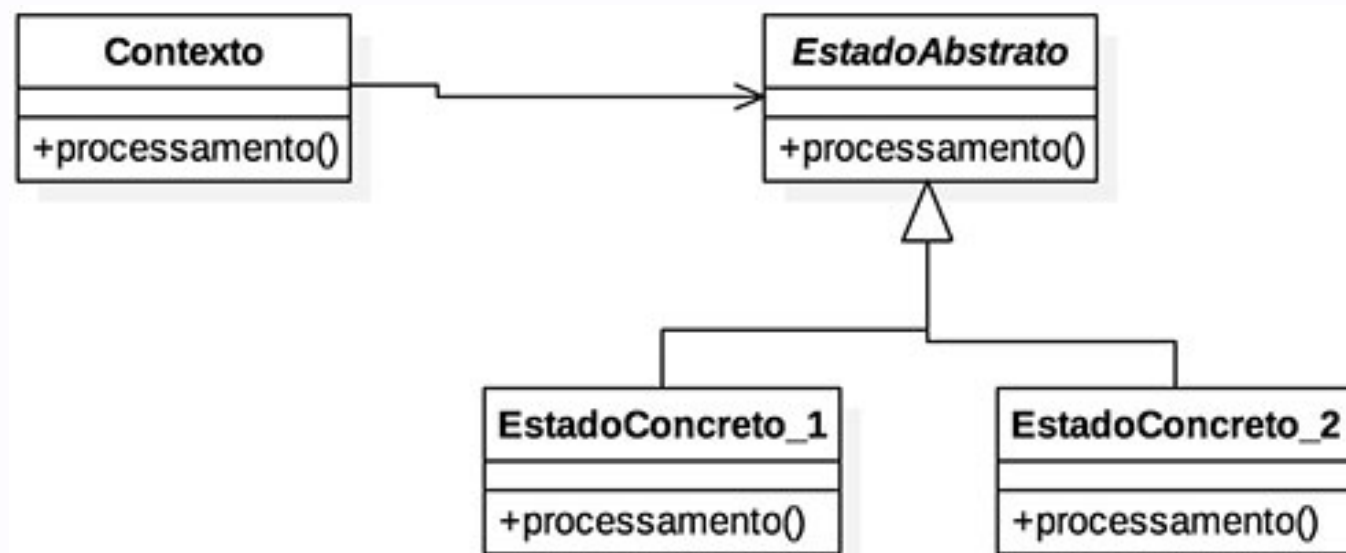 Contexto
+processamento()
EstadoAbstrato
+processamento()
EstadoConcreto_1
+processamento()
EstadoConcreto_2
+processamento()